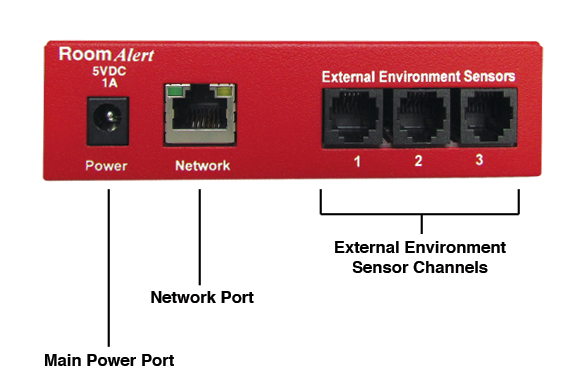 Room Alert
5VDC
1A
External Environment Sensors
Power
Network
1
2
3
External Environment
Sensor Channels
Network Port
Main Power Port